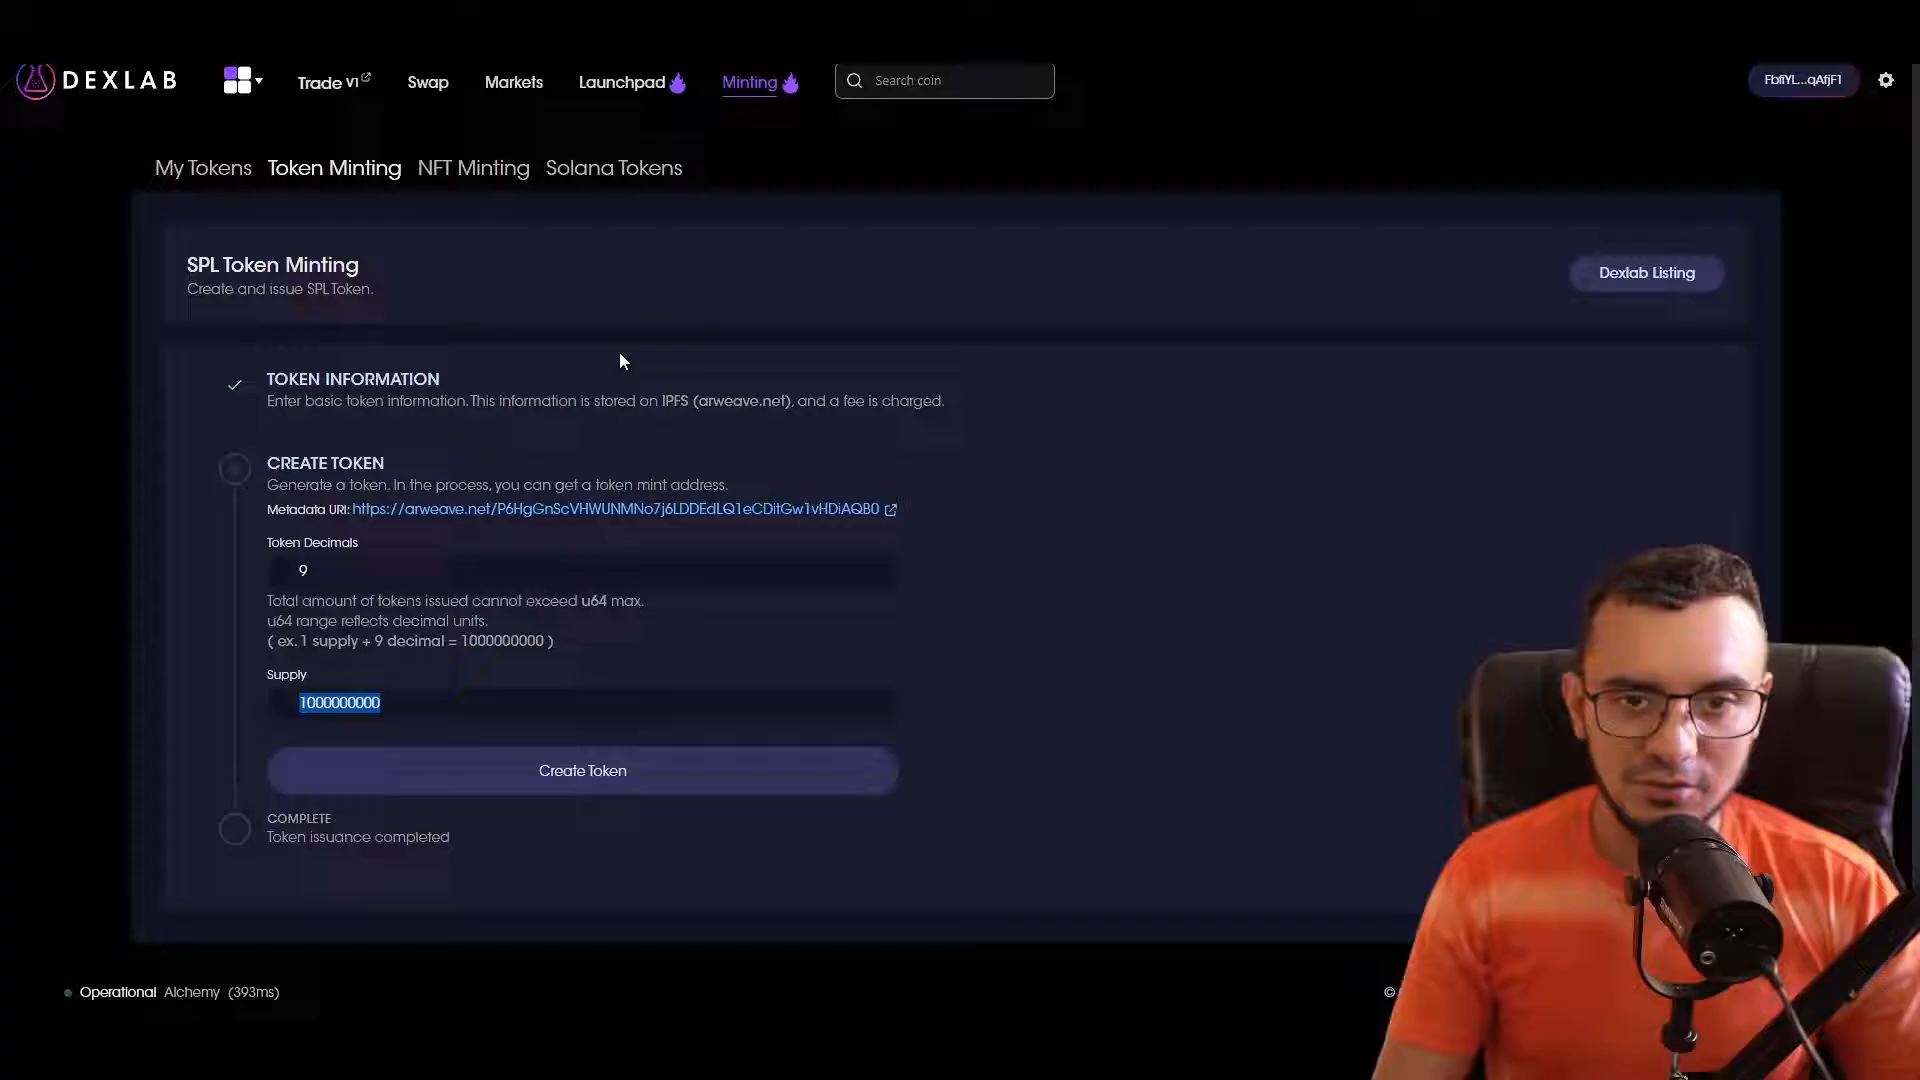 DEXLAB
Trade V1
Swap
Markets
Launchpad
Minting
Search coin
FbfiYL...qAfjF1
My Tokens
Token Minting
NFT Minting
Solana Tokens
SPL Token Minting
Create and issue SPL Token.
Dexlab Listing
TOKEN INFORMATION
Enter basic token information. This information is stored on IPFS (arweave.net), and a fee is charged.
CREATE TOKEN
Generate a token. In the process, you can get a token mint address.
Metadata URI: https://arweave.net/P6HgGnScVHWUNMNo7j6LDDEdLQ1eCDitGw1vHDiAQB0
Token Decimals
9
Total amount of tokens issued cannot exceed u64 max.
u64 range reflects decimal units.
( ex. 1 supply + 9 decimal = 1000000000 )
Supply
1000000000
Create Token
COMPLETE
Token issuance completed
Operational Alchemy (393ms)
©